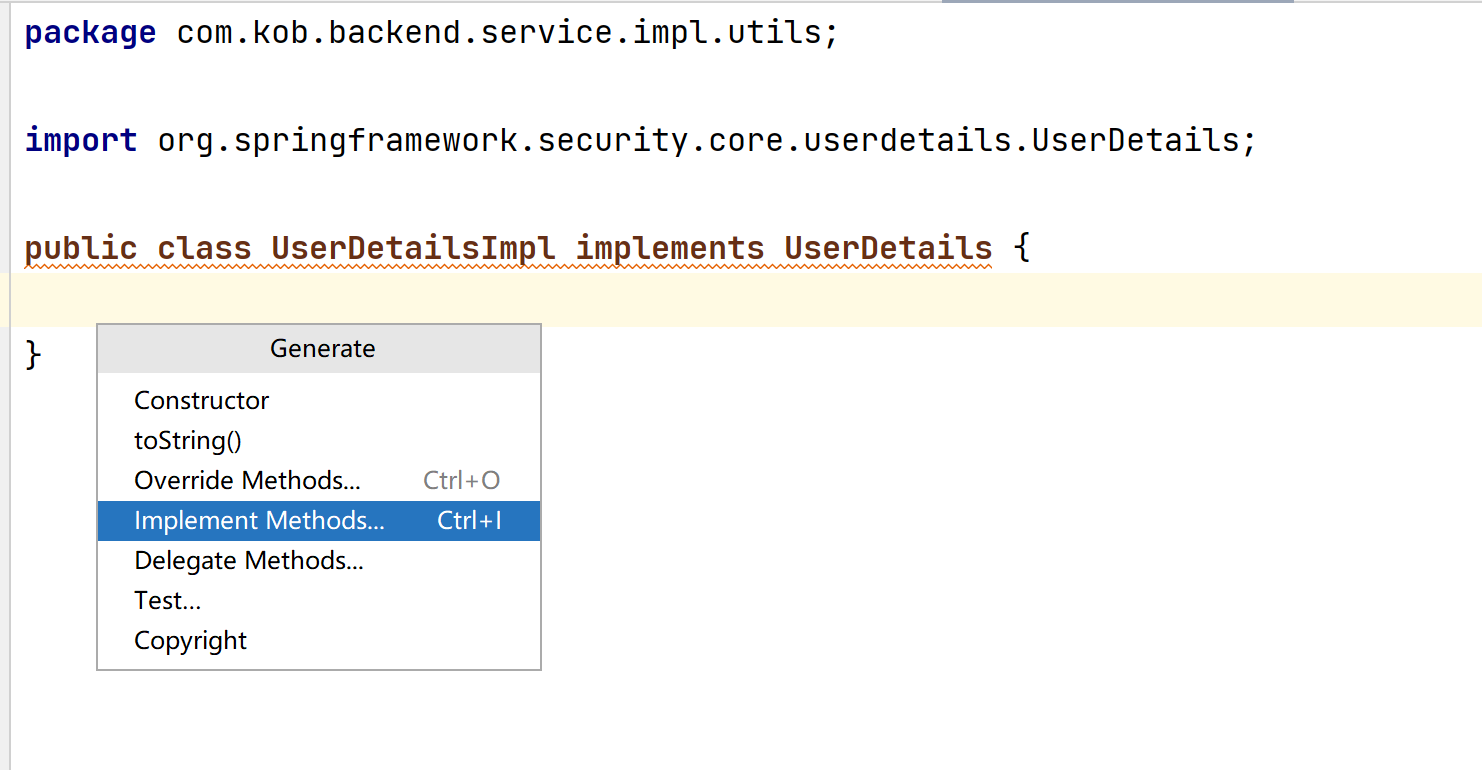 package com.kob.backend.service.impl.utils;
import org.springframework.security.core.userdetails.UserDetails;
public class UserDetailsImpl implements UserDetails {
}
Generate
Constructor
toString()
Override Methods... Ctrl+O
Implement Methods... Ctrl+I
Delegate Methods...
Test...
Copyright